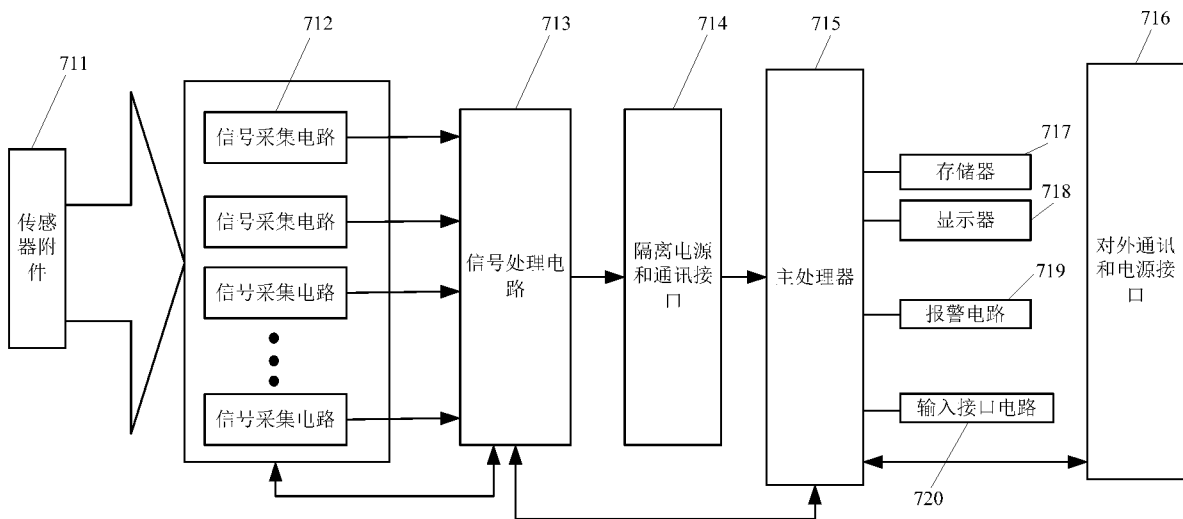 711
712
713
714
715
716
传感
器附
件
信号采集电路
信号采集电路
信号采集电路
信号采集电路
信号处理电
路
隔离电源
和通讯接
口
主处理器
717
存储器
718
显示器
719
报警电路
输入接口电路
720
对外通讯
和电源接
口